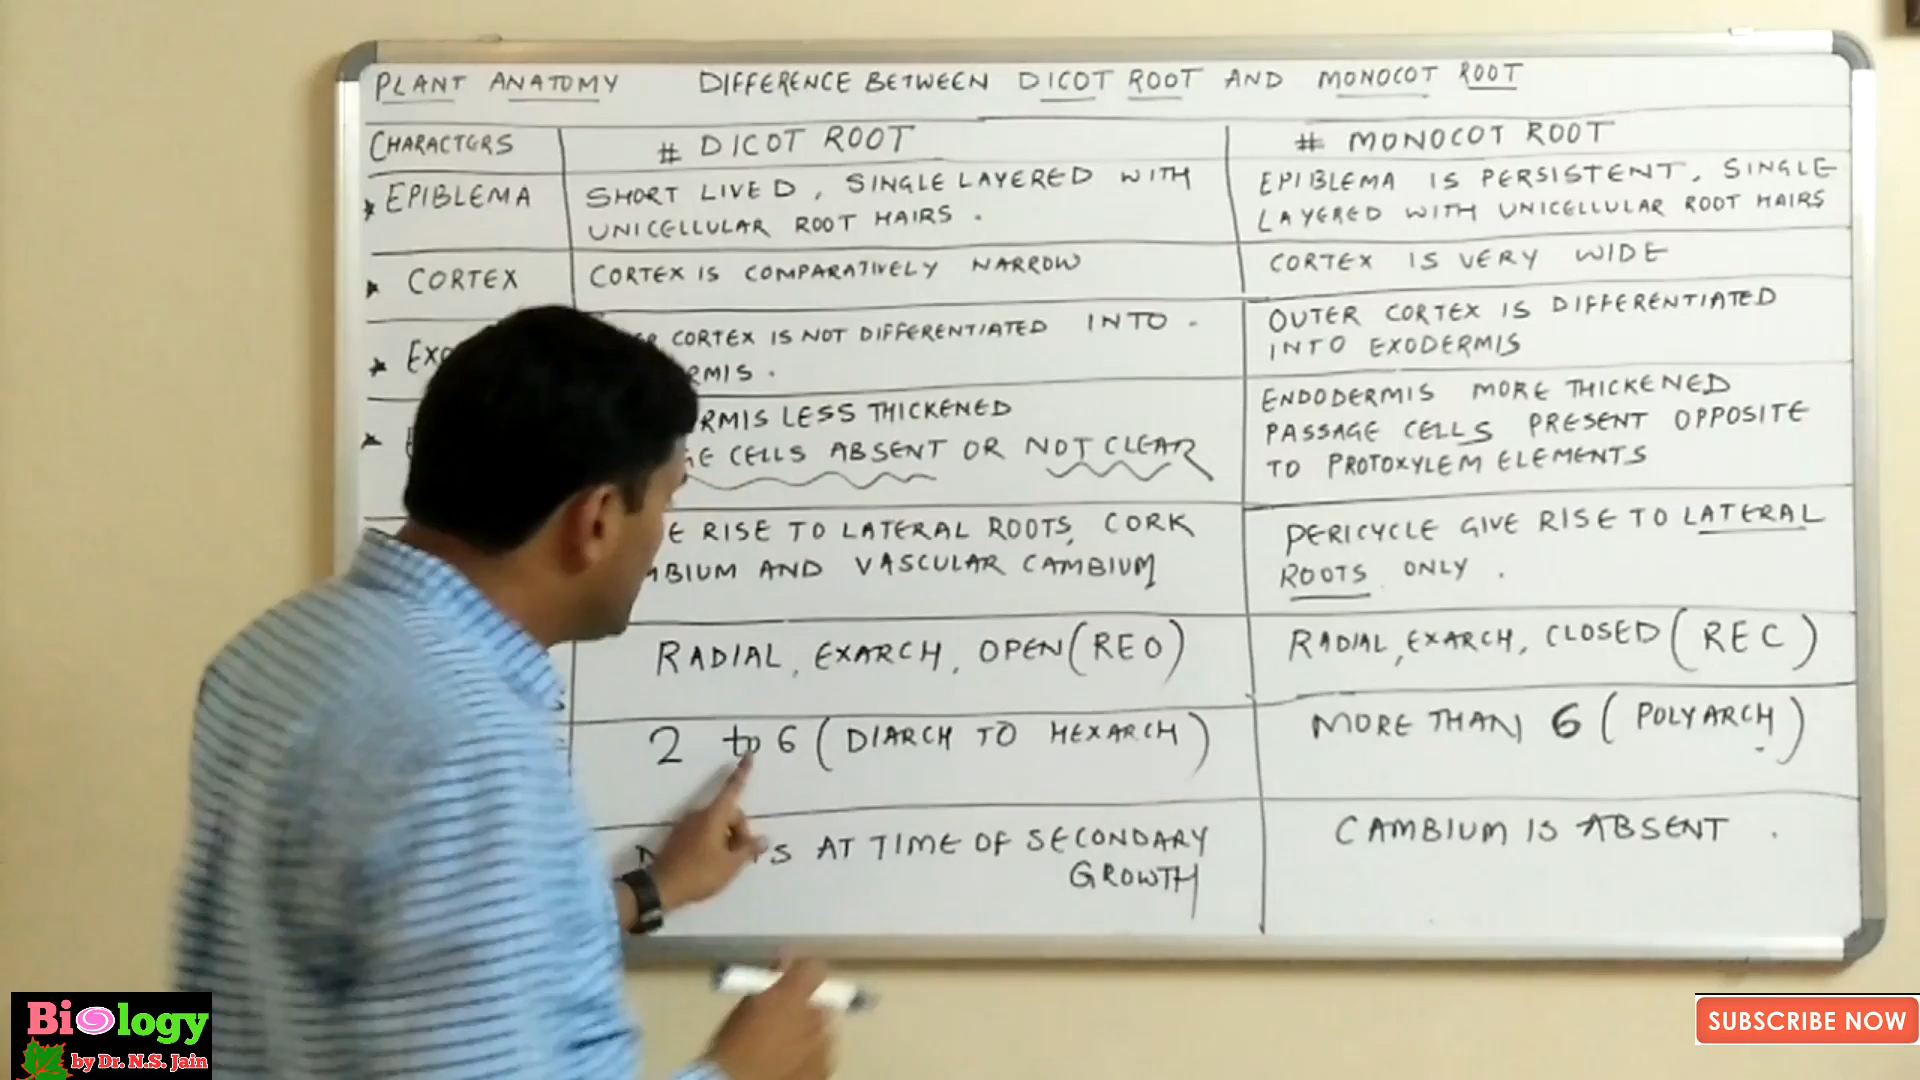 PLANT ANATOMY DIFFERENCE BETWEEN DICOT ROOT AND MONOCOT ROOT
CHARACTERS # DICOT ROOT # MONOCOT ROOT
EPIBLEMA
SHORT LIVED, SINGLE LAYERED WITH
UNICELLULAR ROOT HAIRS.
EPIBLEMA IS PERSISTENT, SINGLE
LAYERED WITH UNICELLULAR ROOT HAIRS
CORTEX
CORTEX IS COMPARATIVELY NARROW
CORTEX IS VERY WIDE
CORTEX IS NOT DIFFERENTIATED INTO
OUTER CORTEX IS DIFFERENTIATED
INTO EXODERMIS
LESS THICKENED
CELLS ABSENT OR NOT CLEAR
ENDODERMIS MORE THICKENED
PASSAGE CELLS PRESENT OPPOSITE
TO PROTOXYLEM ELEMENTS
RISE TO LATERAL ROOTS, CORK
AND VASCULAR CAMBIUM
PERICYCLE GIVE RISE TO LATERAL
ROOTS ONLY.
RADIAL, EXARCH, OPEN (REO)
RADIAL, EXARCH, CLOSED (REC)
2 to 6 (DIARCH TO HEXARCH)
MORE THAN 6 (POLYARCH)
AT TIME OF SECONDARY
GROWTH
CAMBIUM IS ABSENT.
Biology
by Dr. N.S. Jain
SUBSCRIBE NOW